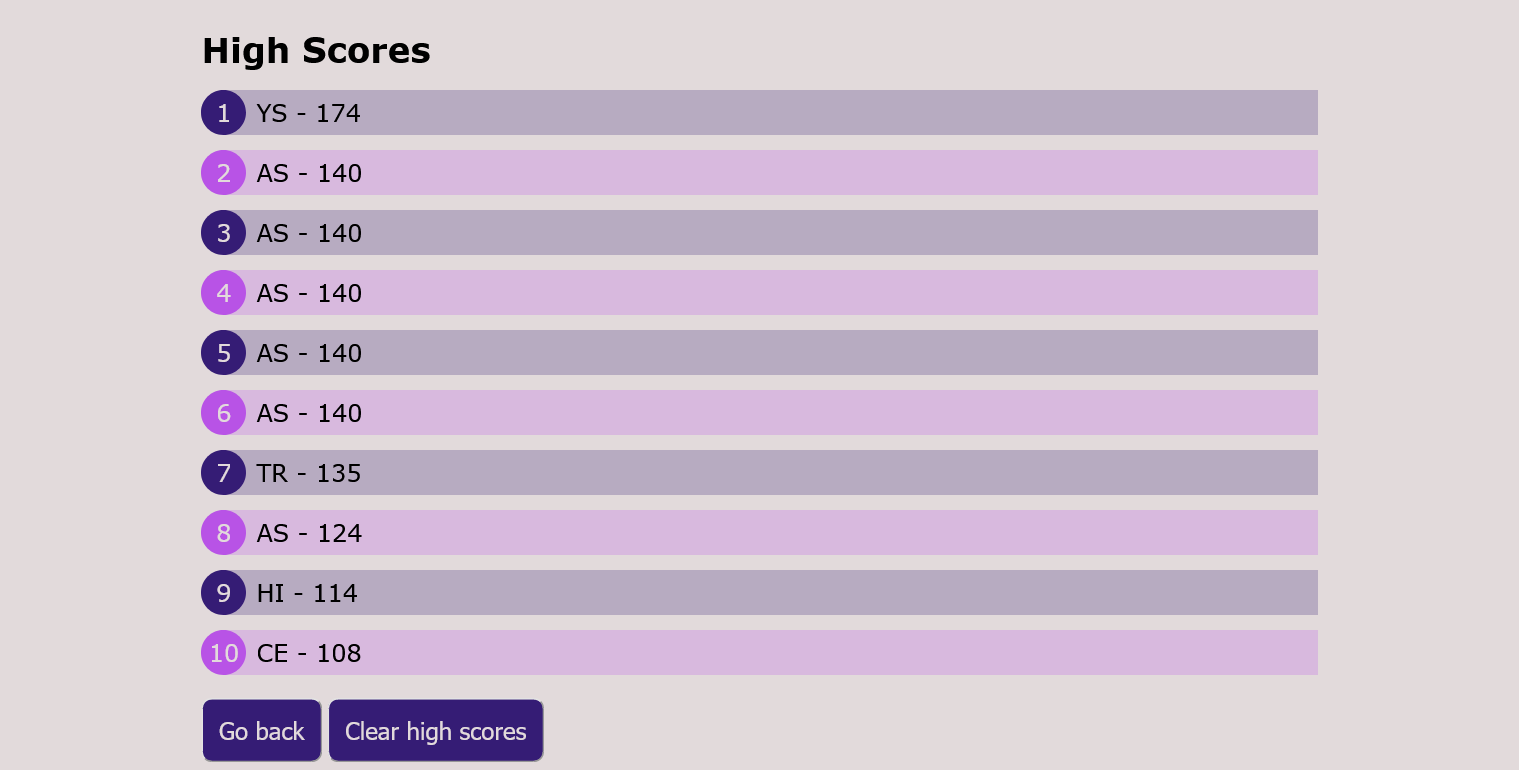 High Scores
1 YS - 174
2 AS - 140
3 AS - 140
4 AS - 140
5 AS - 140
6 AS - 140
7 TR - 135
8 AS - 124
9 HI - 114
10 CE - 108
Go back Clear high scores